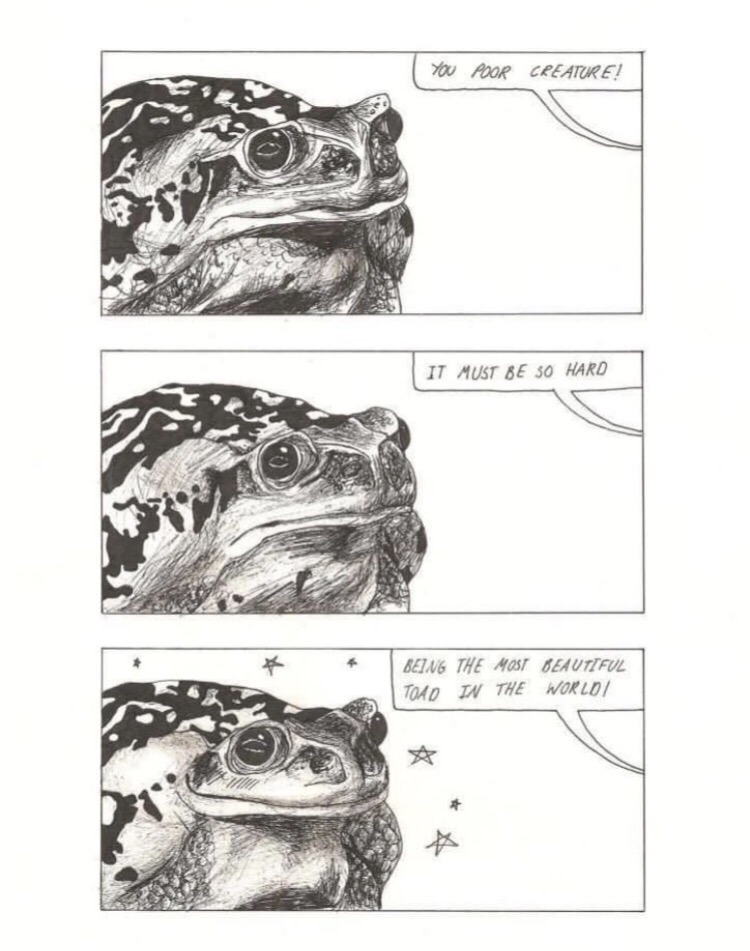 YOU POOR CREATURE!
IT MUST BE SO HARD
BEING THE MOST BEAUTIFUL
TOAD IN THE WORLD!